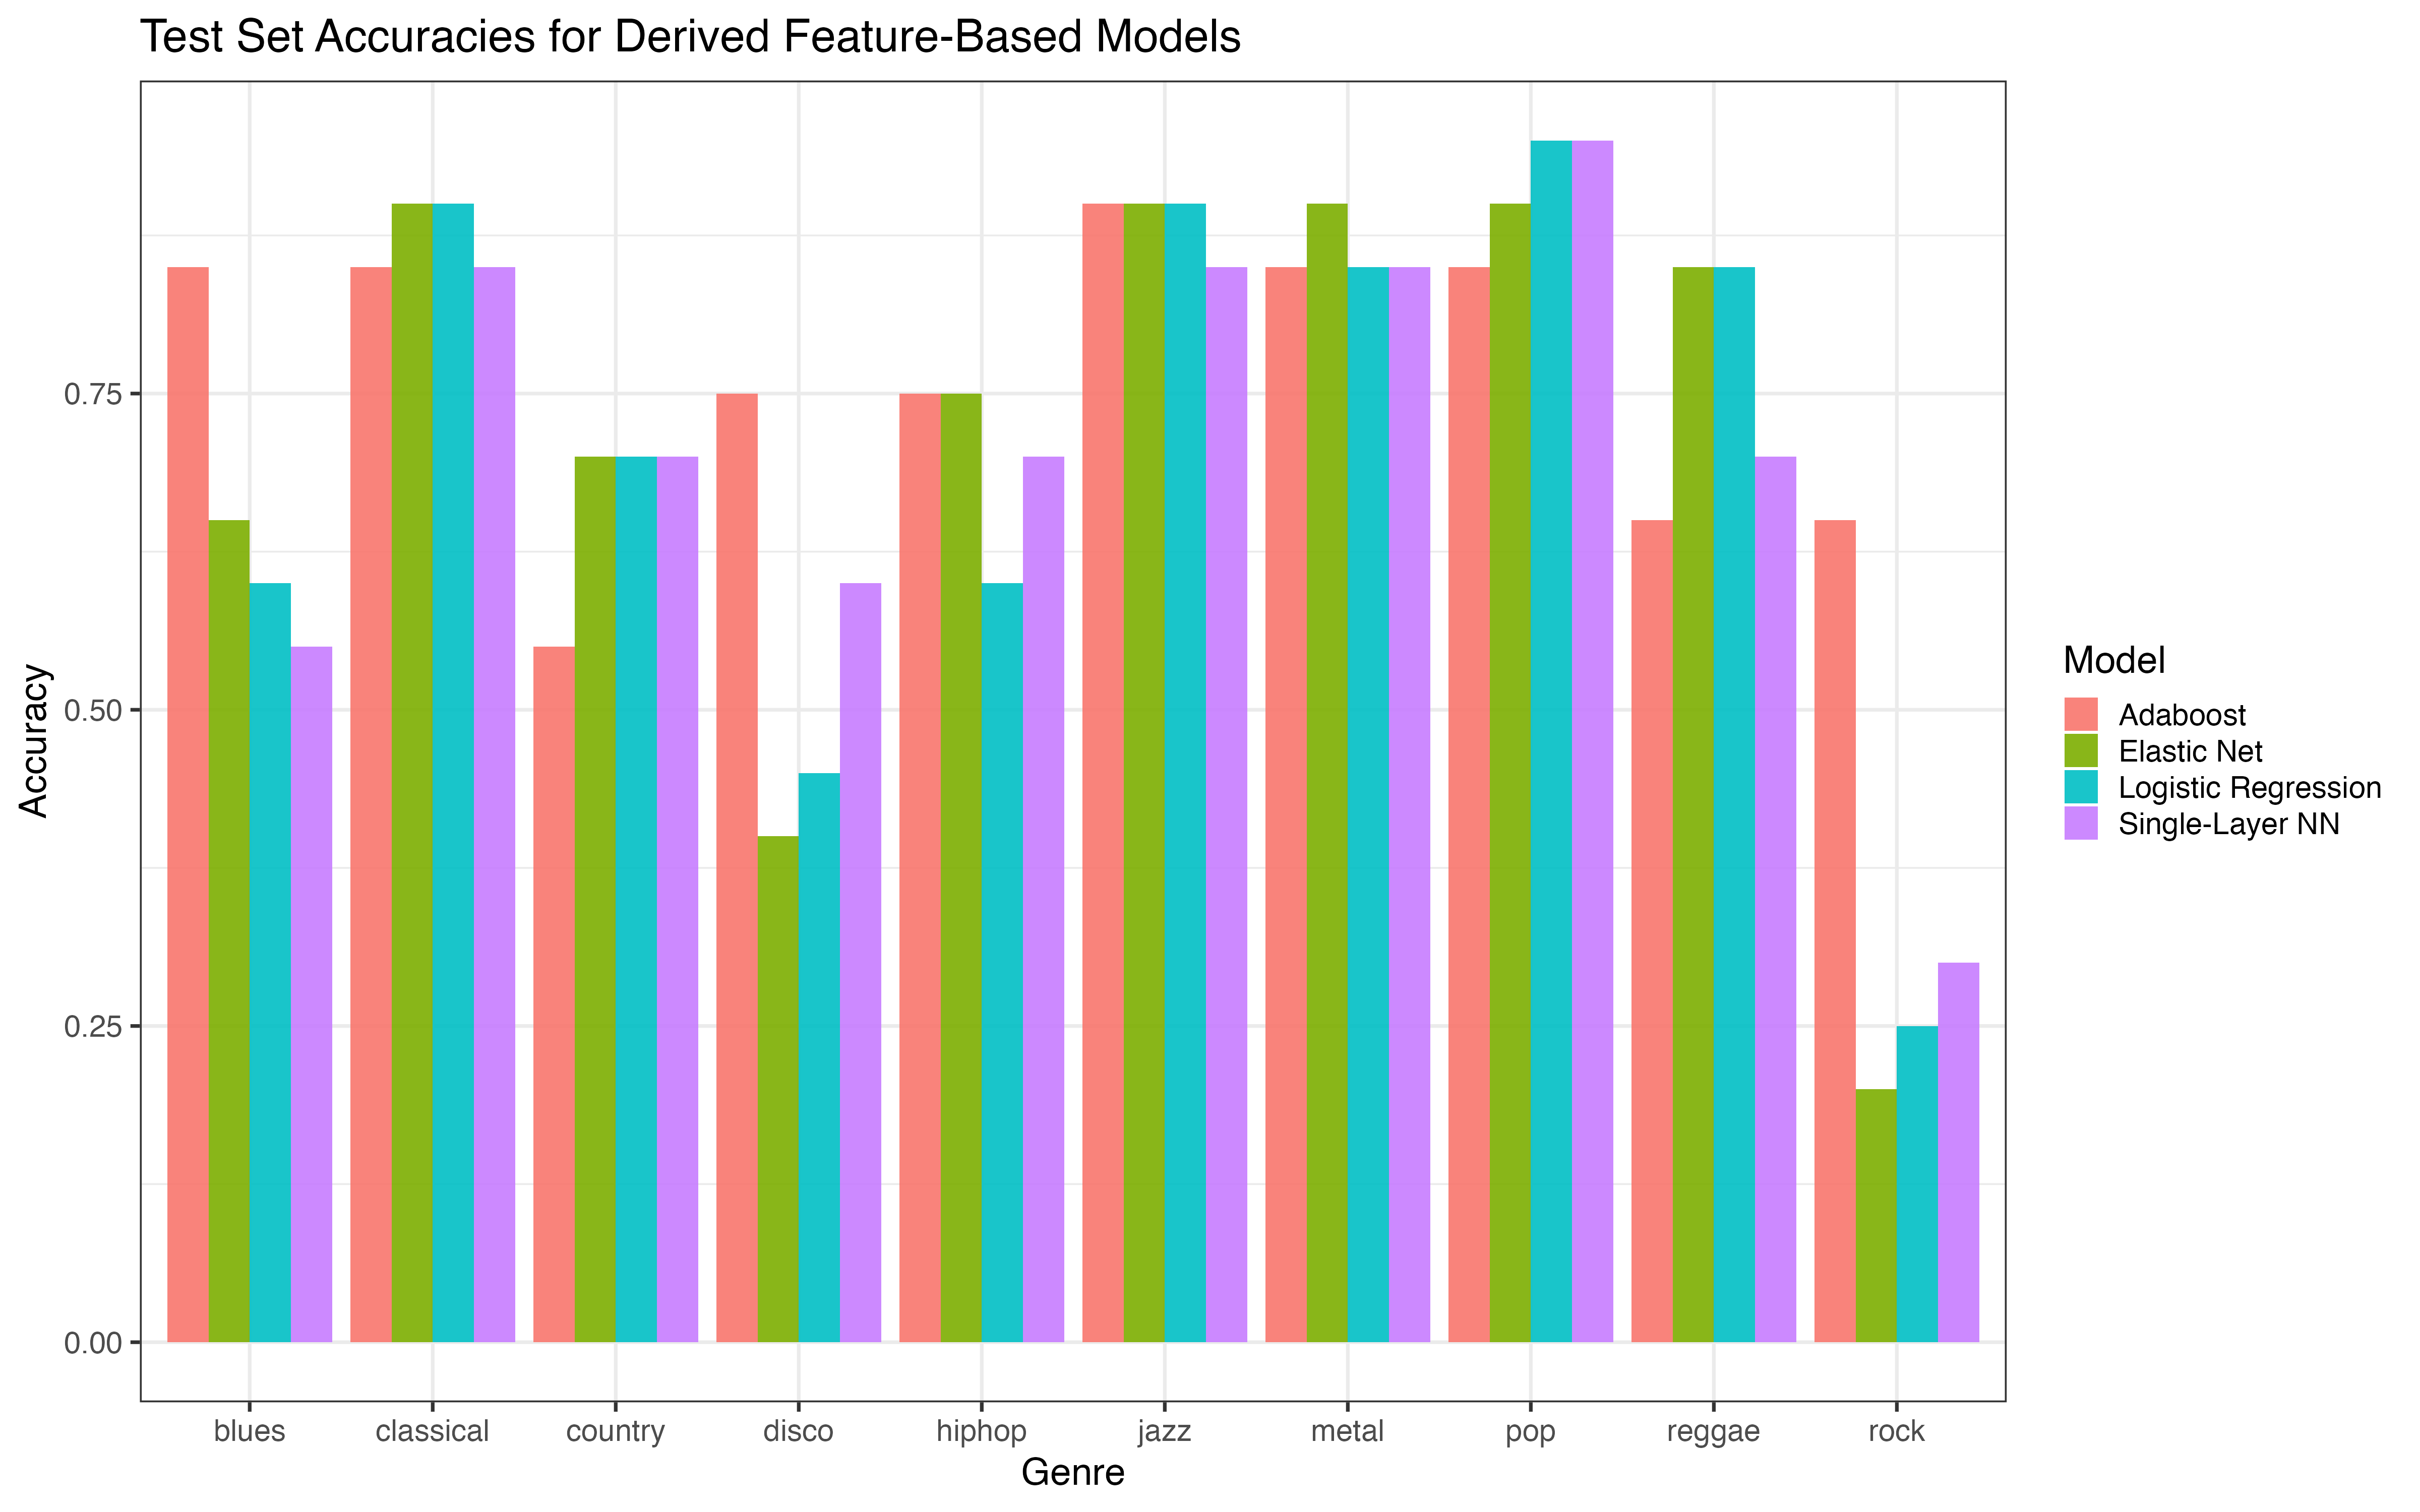 Test Set Accuracies for Derived Feature-Based Models
Accuracy
0.75
0.50
0.25
0.00
blues classical country disco hiphop jazz metal pop reggae rock
Genre
Model
Adaboost
Elastic Net
Logistic Regression
Single-Layer NN